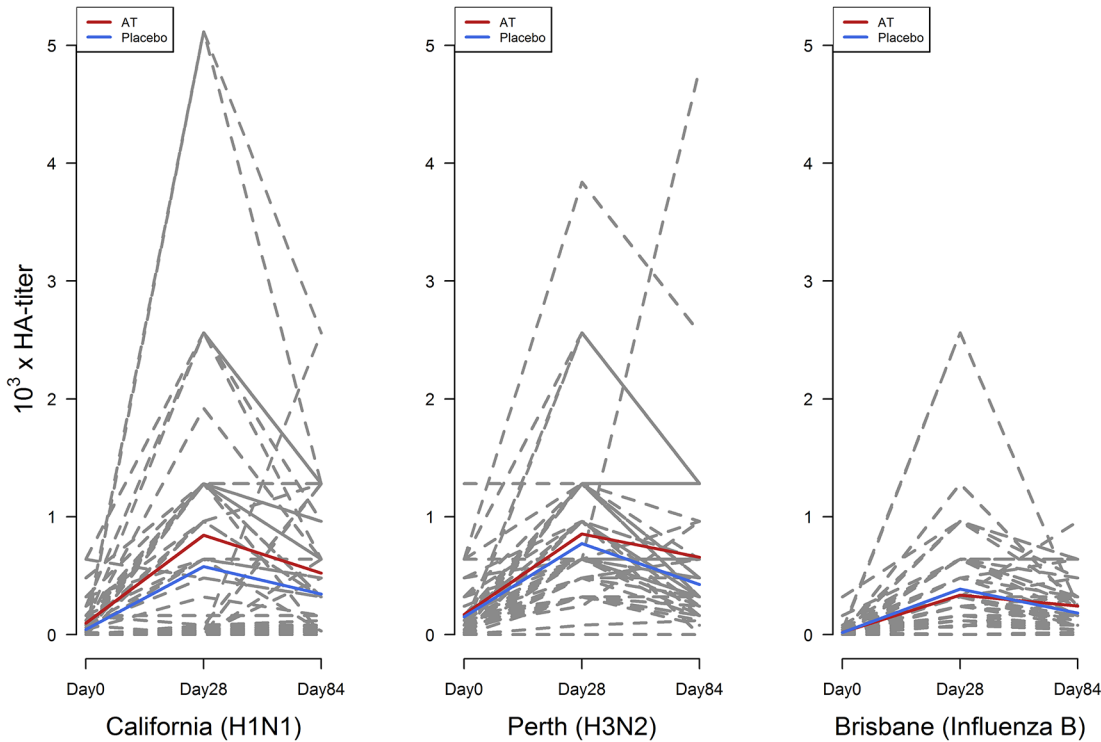 AT
Placebo
5
4
3
2
1
0
10³ x HA-titer
Day0 Day28 Day84
California (H1N1)
AT
Placebo
5
4
3
2
1
0
Day0 Day28 Day84
Perth (H3N2)
AT
Placebo
5
4
3
2
1
0
Day0 Day28 Day84
Brisbane (Influenza B)